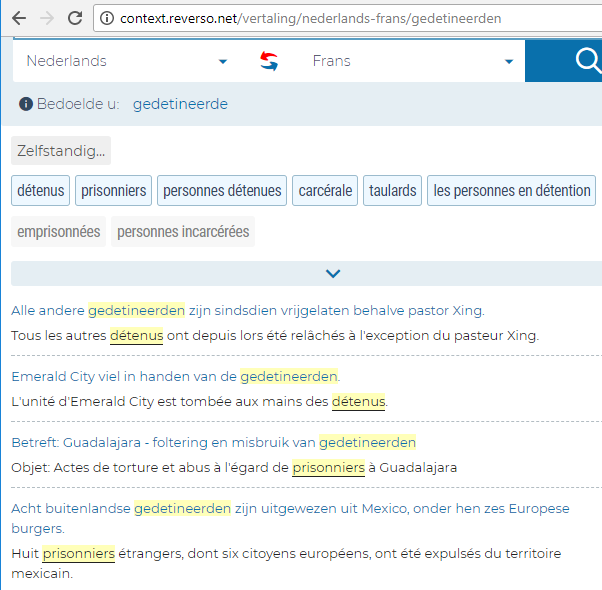 context.reverso.net/vertaling/nederlands-frans/gedetineerden
Nederlands Frans
Bedoelde u: gedetineerde
Zelfstandig...
détenus prisonniers personnes détenues carcérale taulards les personnes en détention
emprisonnées personnes incarcérées
Alle andere gedetineerden zijn sindsdien vrijgelaten behalve pastor Xing.
Tous les autres détenus ont depuis lors été relâchés à l'exception du pasteur Xing.
Emerald City viel in handen van de gedetineerden.
L'unité d'Emerald City est tombée aux mains des détenus.
Betreft: Guadalajara - foltering en misbruik van gedetineerden
Objet: Actes de torture et abus à l'égard de prisonniers à Guadalajara
Acht buitenlandse gedetineerden zijn uitgewezen uit Mexico, onder hen zes Europese
burgers.
Huit prisonniers étrangers, dont six citoyens européens, ont été expulsés du territoire
mexicain.